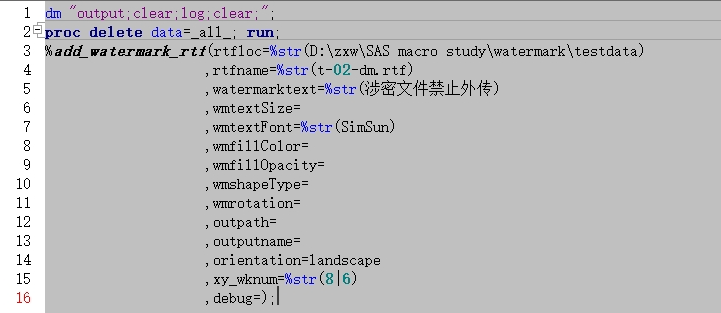 1 dm "output;clear;log;clear;";
2 proc delete data=_all_; run;
3 %add_watermark_rtf(rtfloc=%str(D:\zxw\SAS macro study\watermark\testdata)
4 ,rtfname=%str(t-02-dm.rtf)
5 ,watermarktext=%str(涉密文件禁止外传)
6 ,wmtextSize=
7 ,wmtextFont=%str(SimSun)
8 ,wmfillColor=
9 ,wmfillOpacity=
10 ,wmshapeType=
11 ,wmrotation=
12 ,outpath=
13 ,outputname=
14 ,orientation=landscape
15 ,xy_wknum=%str(8|6)
16 ,debug=);